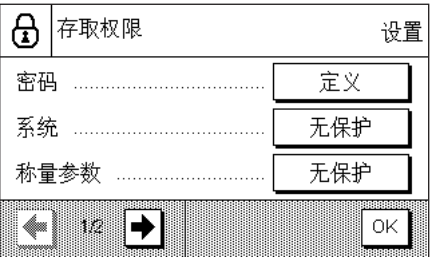 存取权限 设置
密码 ................................ 定义
系统 ................................ 无保护
称量参数 ......................... 无保护
1/2 OK